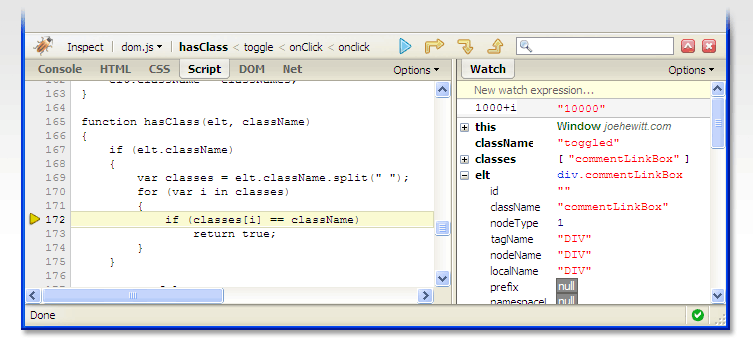 Inspect dom.js hasClass < toggle < onClick < onclick
Console HTML CSS Script DOM Net Options
163 }
164
165 function hasClass(elt, className)
166 {
167 if (elt.className)
168 {
169 var classes = elt.className.split(" ");
170 for (var i in classes)
171 {
172 if (classes[i] == className)
173 return true;
174 }
175 }
176
Watch Options
New watch expression...
1000+i "10000"
this Window joehewitt.com
className "toggled"
classes ["commentLinkBox"]
elt div.commentLinkBox
id ""
className "commentLinkBox"
nodeType 1
tagName "DIV"
nodeName "DIV"
localName "DIV"
prefix null
null
Done